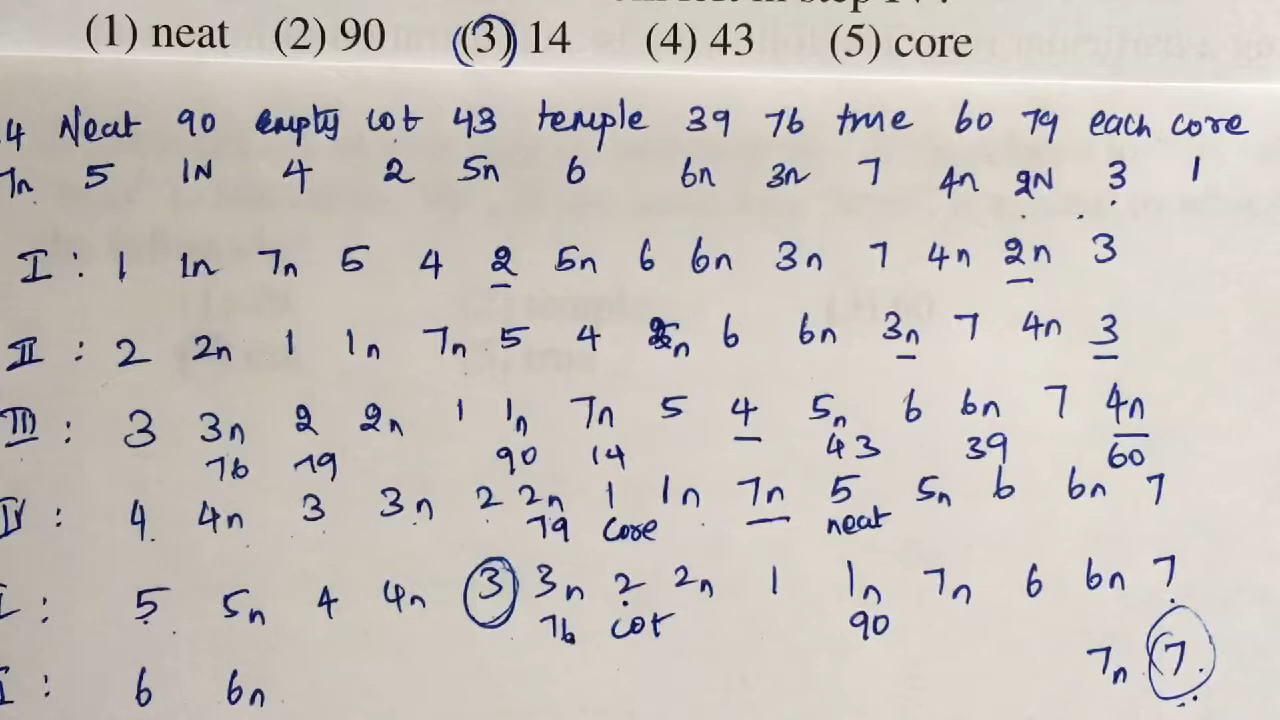 (1) neat (2) 90 (3) 14 (4) 43 (5) core
4 Neat 90 empty cot 43 temple 39 76 true 60 79 each core
7n 5 1N 4 2 5n 6 6n 3n 7 4n 2N 3 1
I : 1 1n 7n 5 4 2 5n 6 6n 3n 7 4n 2n 3
II : 2 2n 1 1n 7n 5 4 5n 6 6n 3n 7 4n 3
III : 3 3n 2 2n 1 1n 7n 5 4 5n 6 6n 7 4n
76 79 90 14 43 39 60
IV : 4 4n 3 3n 2 2n 1 1n 7n 5 5n 6 6n 7
79 core neat
: 5 5n 4 4n 3 3n 2 2n 1 1n 7n 6 6n 7
76 cot 90
7n 7
: 6 6n